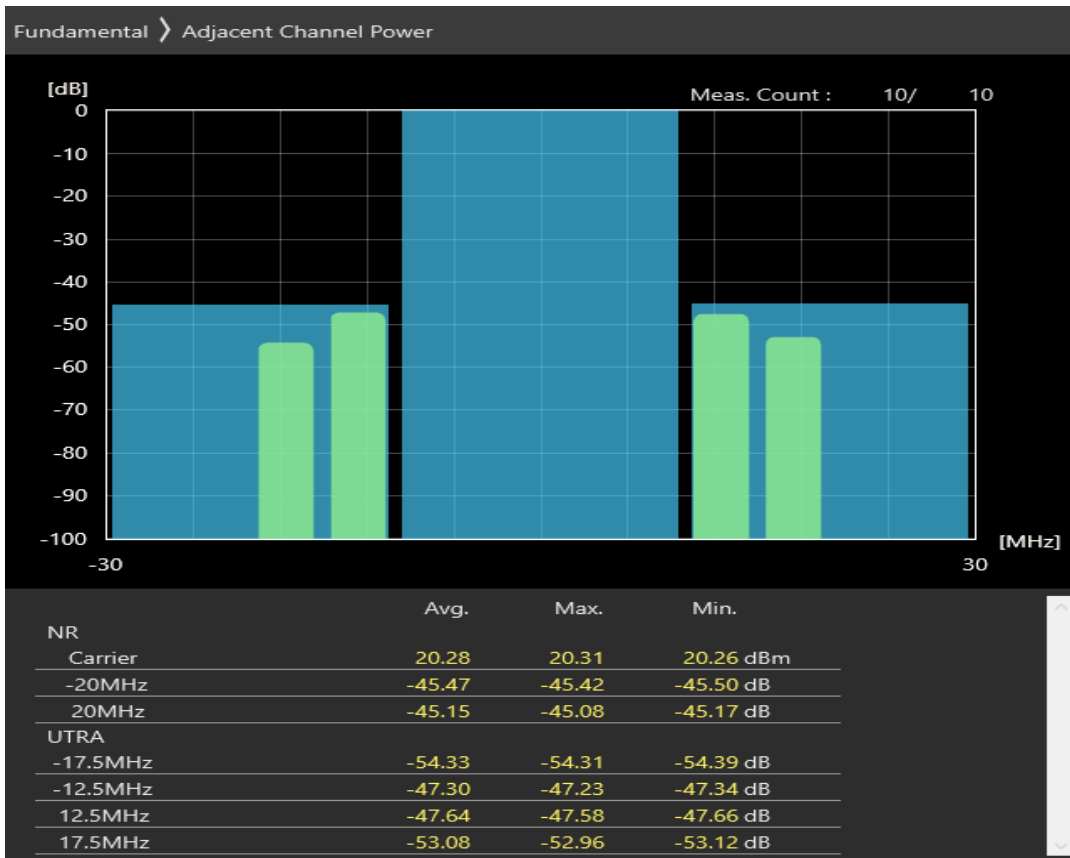 Fundamental 〉 Adjacent Channel Power
[dB]
Meas. Count : 10/ 10
0
-10
-20
-30
-40
-50
-60
-70
-80
-90
-100
[MHz]
-30 30
Avg. Max. Min.
NR
Carrier 20.28 20.31 20.26 dBm
-20MHz -45.47 -45.42 -45.50 dB
20MHz -45.15 -45.08 -45.17 dB
UTRA
-17.5MHz -54.33 -54.31 -54.39 dB
-12.5MHz -47.30 -47.23 -47.34 dB
12.5MHz -47.64 -47.58 -47.66 dB
17.5MHz -53.08 -52.96 -53.12 dB